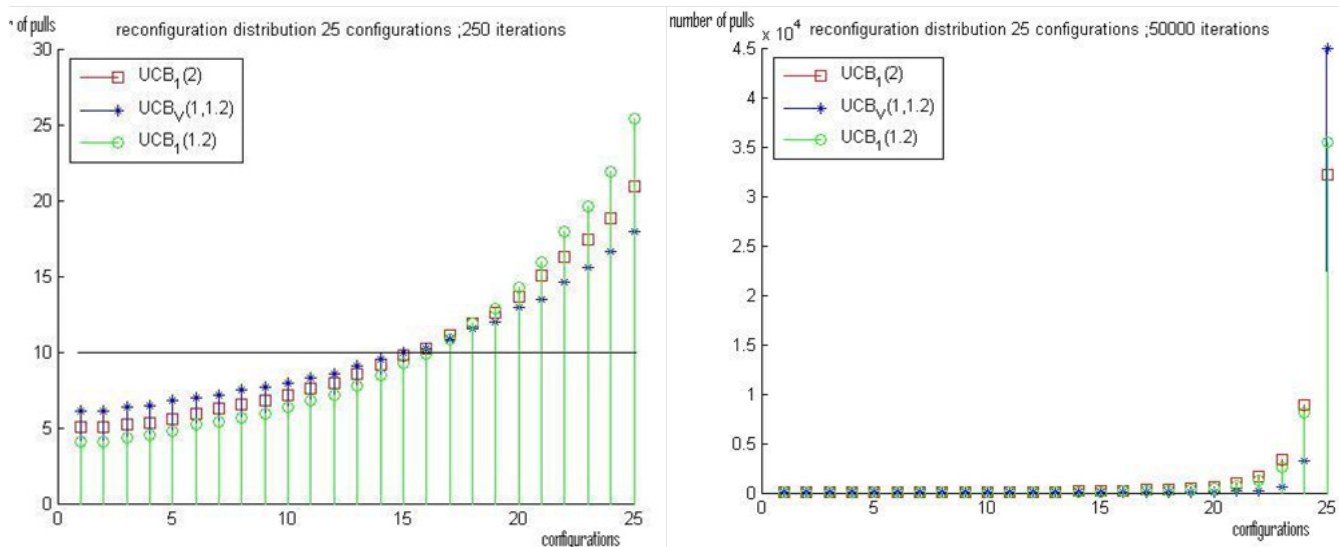 r of pulls
reconfiguration distribution 25 configurations ;250 iterations
30
25
20
15
10
5
0
UCB1(2)
UCBV(1,1.2)
UCB1(1.2)
0 5 10 15 20 25
configurations
number of pulls
x 10^4
reconfiguration distribution 25 configurations ;50000 iterations
4.5
4
3.5
3
2.5
2
1.5
1
0.5
0
UCB1(2)
UCBV(1,1.2)
UCB1(1.2)
0 5 10 15 20 25
configurations